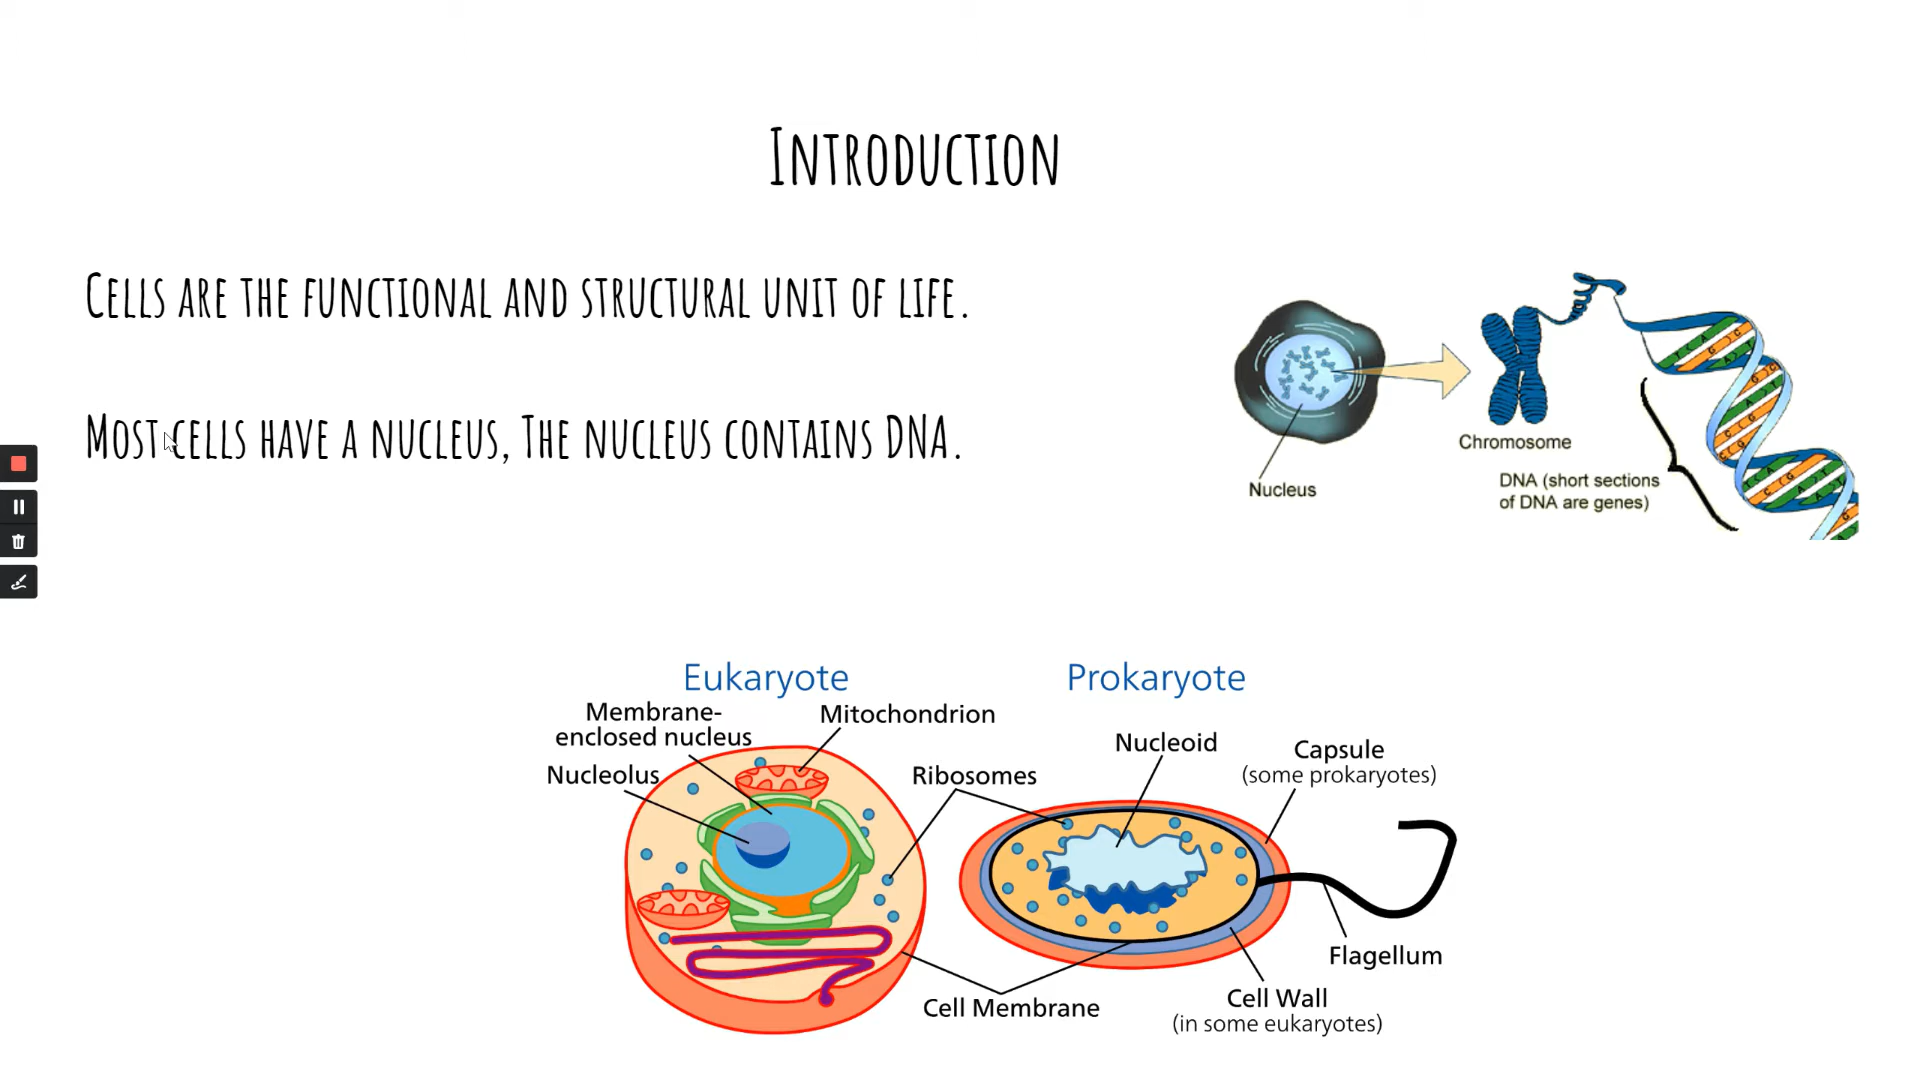 Introduction
Cells are the functional and structural unit of life.
Most cells have a nucleus, The nucleus contains DNA.
Nucleus
Chromosome
DNA (short sections
of DNA are genes)
Eukaryote
Prokaryote
Membrane-
enclosed nucleus
Mitochondrion
Nucleolus
Ribosomes
Nucleoid
Capsule
(some prokaryotes)
Flagellum
Cell Membrane
Cell Wall
(in some eukaryotes)